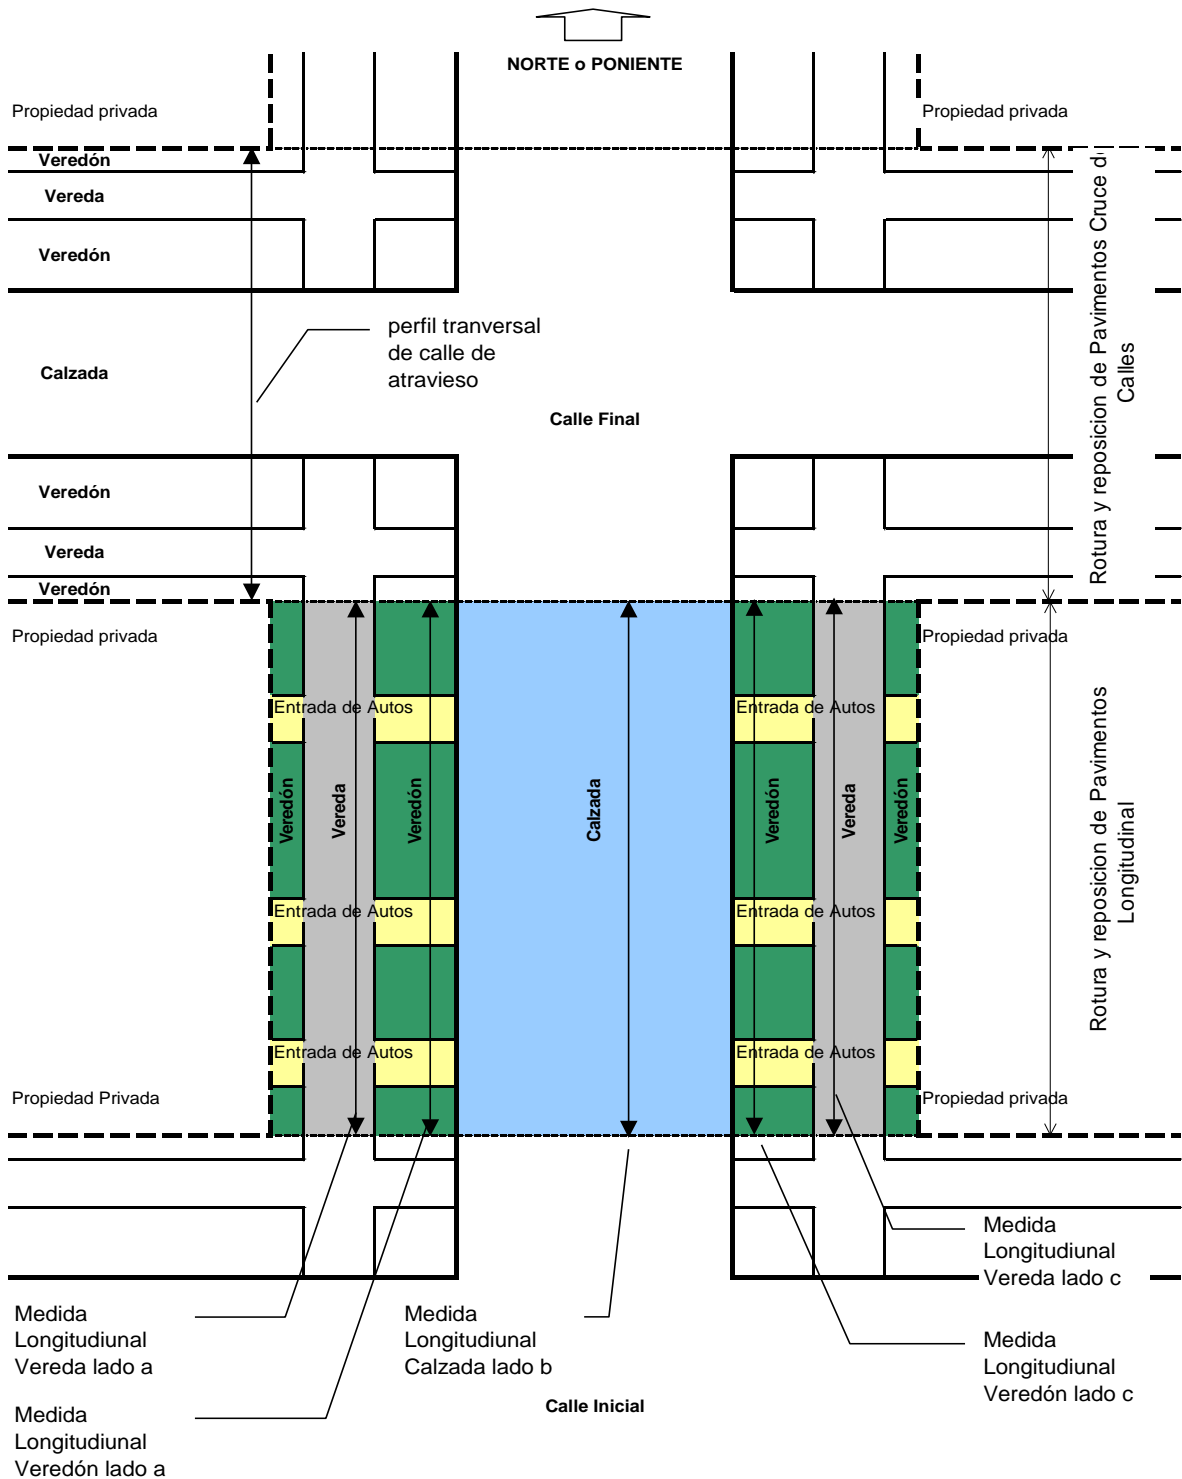 NORTE o PONIENTE
Propiedad privada
Propiedad privada
Veredón
Vereda
Veredón
perfil tranversal
de calle de
atravieso
Calzada
Calle Final
Rotura y reposicion de Pavimentos Cruce d
Calles
Veredón
Vereda
Veredón
Propiedad privada
Propiedad privada
Entrada de Autos
Entrada de Autos
Veredón
Vereda
Veredón
Calzada
Veredón
Vereda
Veredón
Rotura y reposicion de Pavimentos
Longitudinal
Entrada de Autos
Entrada de Autos
Entrada de Autos
Entrada de Autos
Propiedad Privada
Propiedad privada
Medida
Longitudiunal
Vereda lado c
Medida
Longitudiunal
Vereda lado a
Medida
Longitudiunal
Calzada lado b
Medida
Longitudiunal
Veredón lado c
Calle Inicial
Medida
Longitudiunal
Veredón lado a